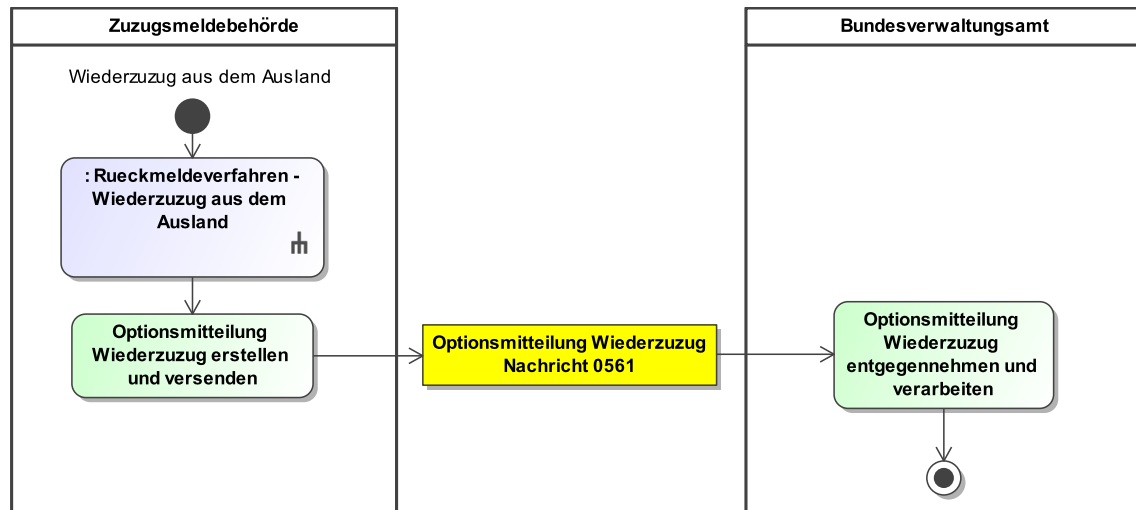 Zuzugsmeldebehörde
Bundesverwaltungsamt
Wiederzuzug aus dem Ausland
: Rueckmeldeverfahren -
Wiederzuzug aus dem
Ausland
Optionsmitteilung
Wiederzuzug erstellen
und versenden
Optionsmitteilung Wiederzuzug
Nachricht 0561
Optionsmitteilung
Wiederzuzug
entgegennehmen und
verarbeiten